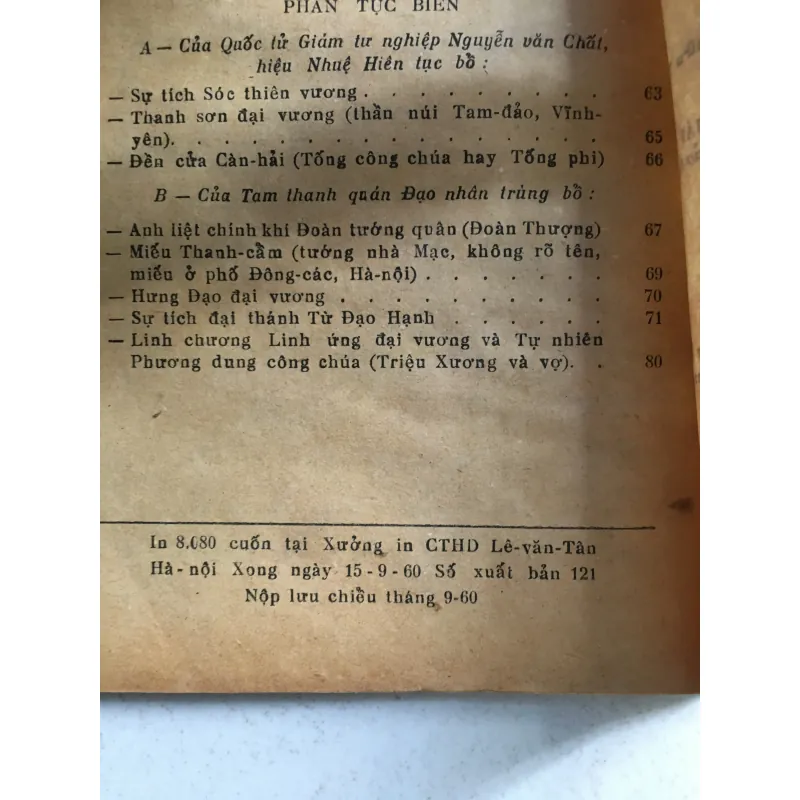 PHẦN TỤC BIÊN
A — Của Quốc tử Giám tư nghiệp Nguyễn văn Chất,
hiệu Nhuệ Hiên tục bồ :
— Sự tích Sóc thiên vương . . . . . . . . . 63
— Thanh sơn đại vương (thần núi Tam-đảo, Vĩnh-
yên). . . . . . . . . . . . . . . . . 65
— Đền cửa Càn-hải (Tống công chúa hay Tống phi) 66
B — Của Tam thanh quán Đạo nhân trùng bồ :
— Anh liệt chinh khi Đoàn tướng quân (Đoàn Thượng) 67
— Miếu Thanh-cầm (tướng nhà Mạc, không rõ tên,
miếu ở phố Đông-các, Hà-nội) . . . . . . . 69
— Hưng Đạo đại vương . . . . . . . . . . . 70
— Sự tích đại thánh Từ Đạo Hạnh . . . . . . 71
— Linh chương Linh ứng đại vương và Tự nhiên
Phương dung công chúa (Triệu Xương và vợ). . 80
In 8.080 cuốn tại Xưởng in CTHD Lê-văn-Tân
Hà-nội Xong ngày 15-9-60 Số xuất bản 121
Nộp lưu chiều tháng 9-60